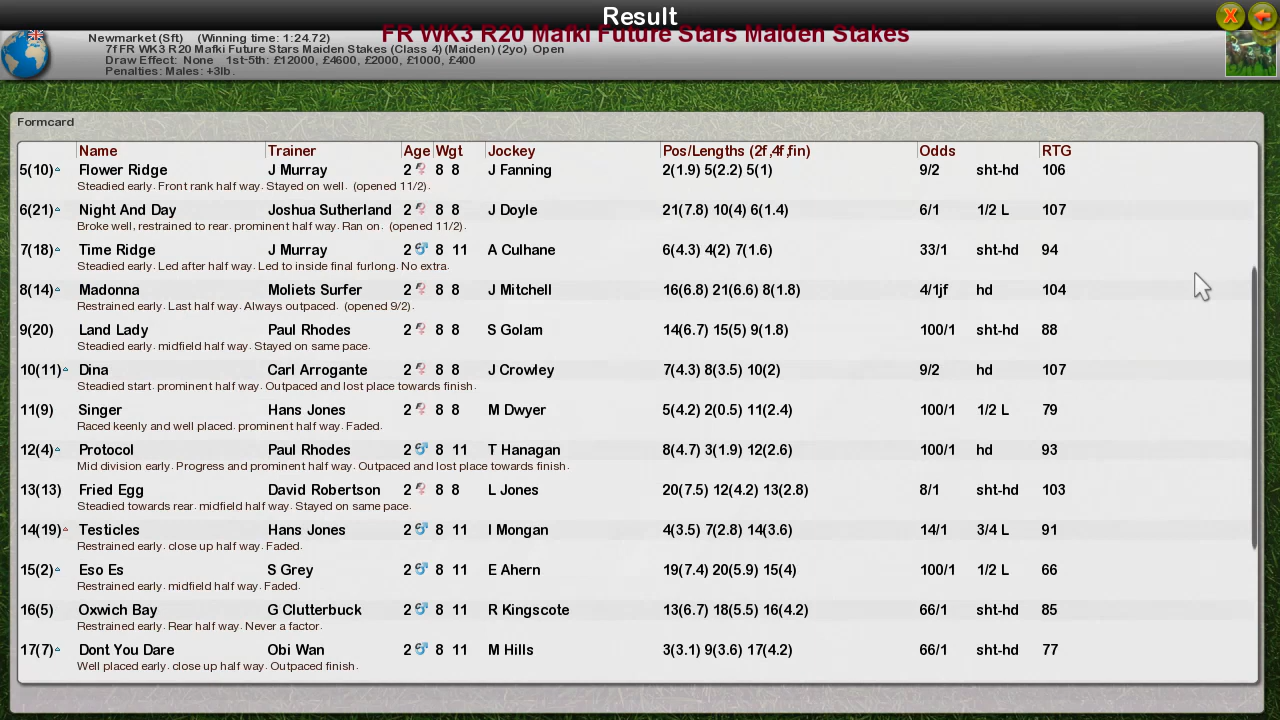 Result
FR WK3 R20 Mafki Future Stars Maiden Stakes
Newmarket (Sft) (Winning time: 1:24.72)
7f FR WK3 R20 Mafki Future Stars Maiden Stakes (Class 4) (Maiden) (2yo) Open
Draw Effect: None 1st-5th: £12000, £4600, £2000, £1000, £400
Penalties: Males: +3lb.
Formcard
Name Trainer Age Wgt Jockey Pos/Lengths (2f,4f,fin) Odds RTG
5(10) Flower Ridge J Murray 2 8 8 J Fanning 2(1.9) 5(2.2) 5(1) 9/2 sht-hd 106
Steadied early. Front rank half way. Stayed on well. (opened 11/2).
6(21) Night And Day Joshua Sutherland 2 8 8 J Doyle 21(7.8) 10(4) 6(1.4) 6/1 1/2 L 107
Broke well, restrained to rear. prominent half way. Ran on. (opened 11/2).
7(18) Time Ridge J Murray 2 8 11 A Culhane 6(4.3) 4(2) 7(1.6) 33/1 sht-hd 94
Steadied early. Led after half way. Led to inside final furlong. No extra.
8(14) Madonna Moliets Surfer 2 8 8 J Mitchell 16(6.8) 21(6.6) 8(1.8) 4/1jf hd 104
Restrained early. Last half way. Always outpaced. (opened 9/2).
9(20) Land Lady Paul Rhodes 2 8 8 S Golam 14(6.7) 15(5) 9(1.8) 100/1 sht-hd 88
Steadied early. midfield half way. Stayed on same pace.
10(11) Dina Carl Arrogante 2 8 8 J Crowley 7(4.3) 8(3.5) 10(2) 9/2 hd 107
Steadied start. prominent half way. Outpaced and lost place towards finish.
11(9) Singer Hans Jones 2 8 8 M Dwyer 5(4.2) 2(0.5) 11(2.4) 100/1 1/2 L 79
Raced keenly and well placed. prominent half way. Faded.
12(4) Protocol Paul Rhodes 2 8 11 T Hanagan 8(4.7) 3(1.9) 12(2.6) 100/1 hd 93
Mid division early. Progress and prominent half way. Outpaced and lost place towards finish.
13(13) Fried Egg David Robertson 2 8 8 L Jones 20(7.5) 12(4.2) 13(2.8) 8/1 sht-hd 103
Steadied towards rear. midfield half way. Stayed on same pace.
14(19) Testicles Hans Jones 2 8 11 I Mongan 4(3.5) 7(2.8) 14(3.6) 14/1 3/4 L 91
Restrained early. close up half way. Faded.
15(2) Eso Es S Grey 2 8 11 E Ahern 19(7.4) 20(5.9) 15(4) 100/1 1/2 L 66
Restrained early. midfield half way. Faded.
16(5) Oxwich Bay G Clutterbuck 2 8 11 R Kingscote 13(6.7) 18(5.5) 16(4.2) 66/1 sht-hd 85
Restrained early. Rear half way. Never a factor.
17(7) Dont You Dare Obi Wan 2 8 11 M Hills 3(3.1) 9(3.6) 17(4.2) 66/1 sht-hd 77
Well placed early. close up half way. Outpaced finish.